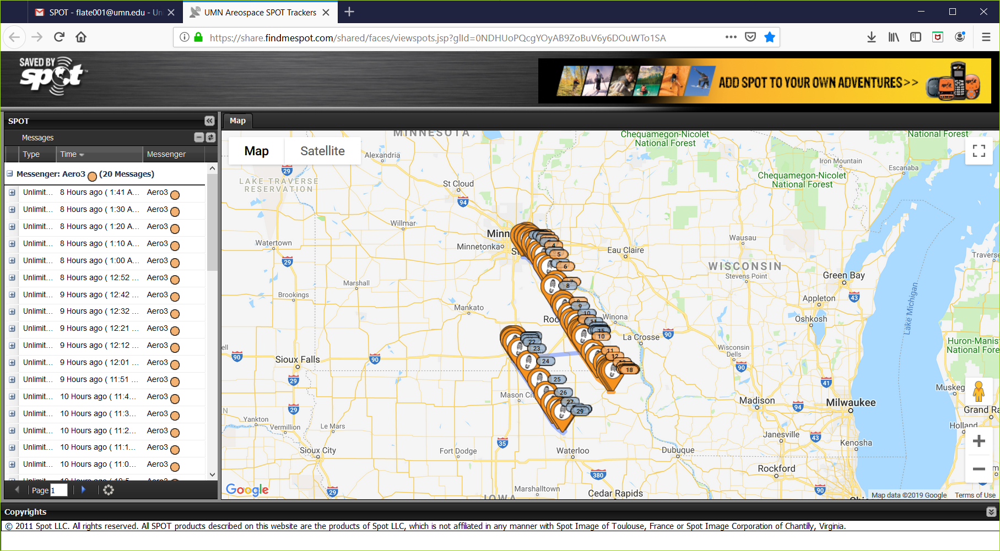 SPOT - flate001@umn.edu - Un
UMN Areospace SPOT Trackers
https://share.findmespot.com/shared/faces/viewspots.jsp?glId=0NDHUoPQcgYOyAB9ZoBuV6y6DOuWTo1SA
SAVED BY
spot
ADD SPOT TO YOUR OWN ADVENTURES>>
SPOT
Messages
Type Time Messenger
Messenger: Aero3 (20 Messages)
Unlimit... 8 Hours ago ( 1:41 A... Aero3
Unlimit... 8 Hours ago ( 1:30 A... Aero3
Unlimit... 8 Hours ago ( 1:20 A... Aero3
Unlimit... 8 Hours ago ( 1:10 A... Aero3
Unlimit... 8 Hours ago ( 1:00 A... Aero3
Unlimit... 8 Hours ago ( 12:52 ... Aero3
Unlimit... 9 Hours ago ( 12:42 ... Aero3
Unlimit... 9 Hours ago ( 12:32 ... Aero3
Unlimit... 9 Hours ago ( 12:21 ... Aero3
Unlimit... 9 Hours ago ( 12:12 ... Aero3
Unlimit... 9 Hours ago ( 12:01 ... Aero3
Unlimit... 9 Hours ago ( 11:51 ... Aero3
Unlimit... 10 Hours ago ( 11:4... Aero3
Unlimit... 10 Hours ago ( 11:3... Aero3
Unlimit... 10 Hours ago ( 11:2... Aero3
Unlimit... 10 Hours ago ( 11:1... Aero3
Unlimit... 10 Hours ago ( 11:0... Aero3
Page 1
Map
Map Satellite
MINNESOTA
Chequamegon-Nicolet
National Forest
National Forest
Alexandria
29
Iron Mountain
Escanaba
LAKE TRAVERSE
RESERVATION
St Cloud
Chequamegon-Nicolet
National Forest
94
Willmar
Minn
Watertown
Minnetonka
St
4
5
6
Eau Claire
Wausau
Traverse
29
WISCONSIN
Stevens Point
Green Bay
Marshall
8
Brookings
Appleton
43
Mankato
9
10
11
Roc
Winona
Oshkosh
Lake Michigan
15
10
La Crosse
90
22
23
24
11
12
18
ell
90
Sioux Falls
90
Wisconsin
Dells
90
Huron-Manis
National Fore
29
25
26
27
29
Mason Cit
41
Muskeg
Madison
94
Milwaukee
N
29
Grand Ra
Yankton
Vermillion
Le Mars
Holland
Janesville
43
Kenosha
35
Sioux City
Fort Dodge
Waterloo
Dubuque
Rockford
380
Google
29
Marshalltown
Cedar Rapids
90
IOWA
Map data ©2019 Google Terms of Use
Copyrights
© 2011 Spot LLC. All rights reserved. All SPOT products described on this website are the products of Spot LLC, which is not affiliated in any manner with Spot Image of Toulouse, France or Spot Image Corporation of Chantilly, Virginia.